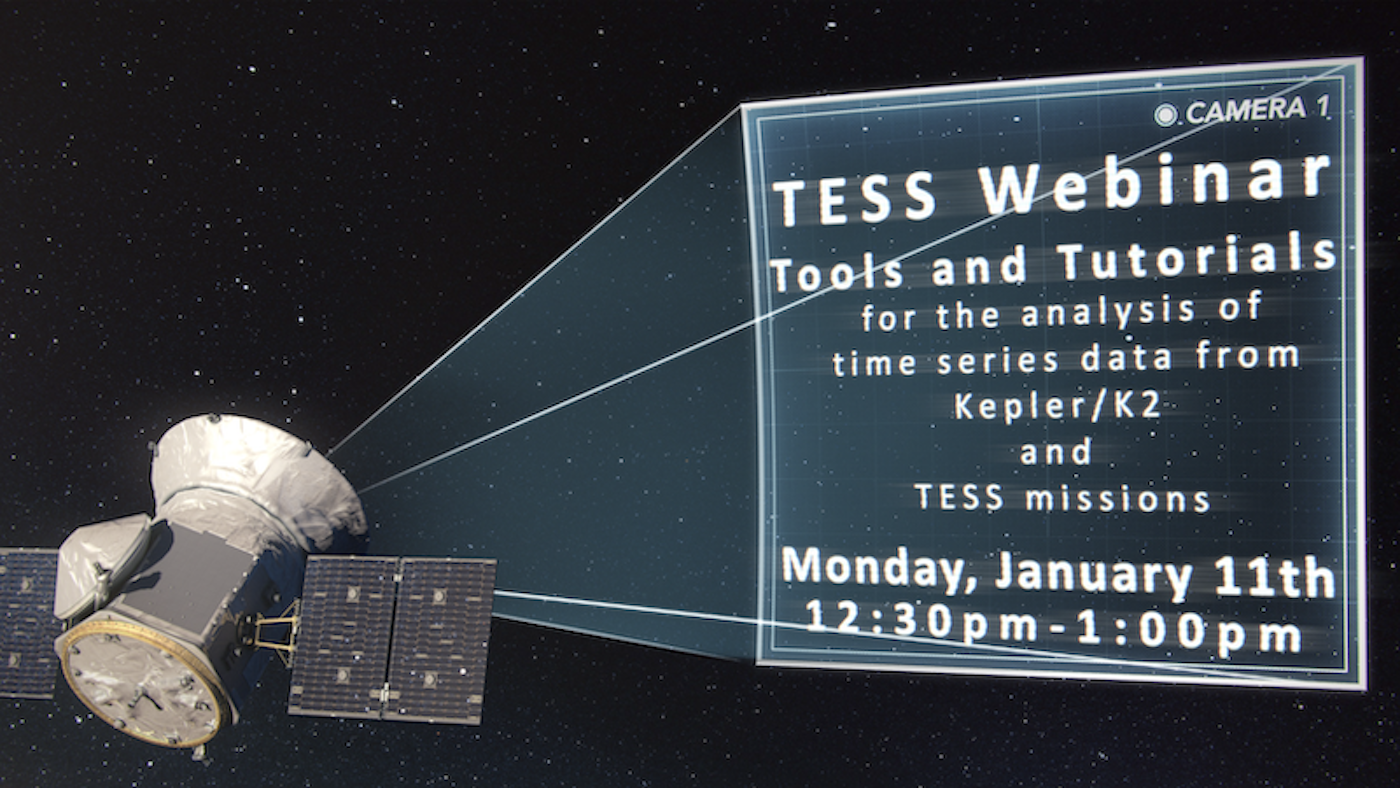 CAMERA 1
TESS Webinar
Tools and Tutorials
for the analysis of
time series data from
Kepler/K2
and
TESS missions
Monday, January 11th
12:30pm-1:00pm